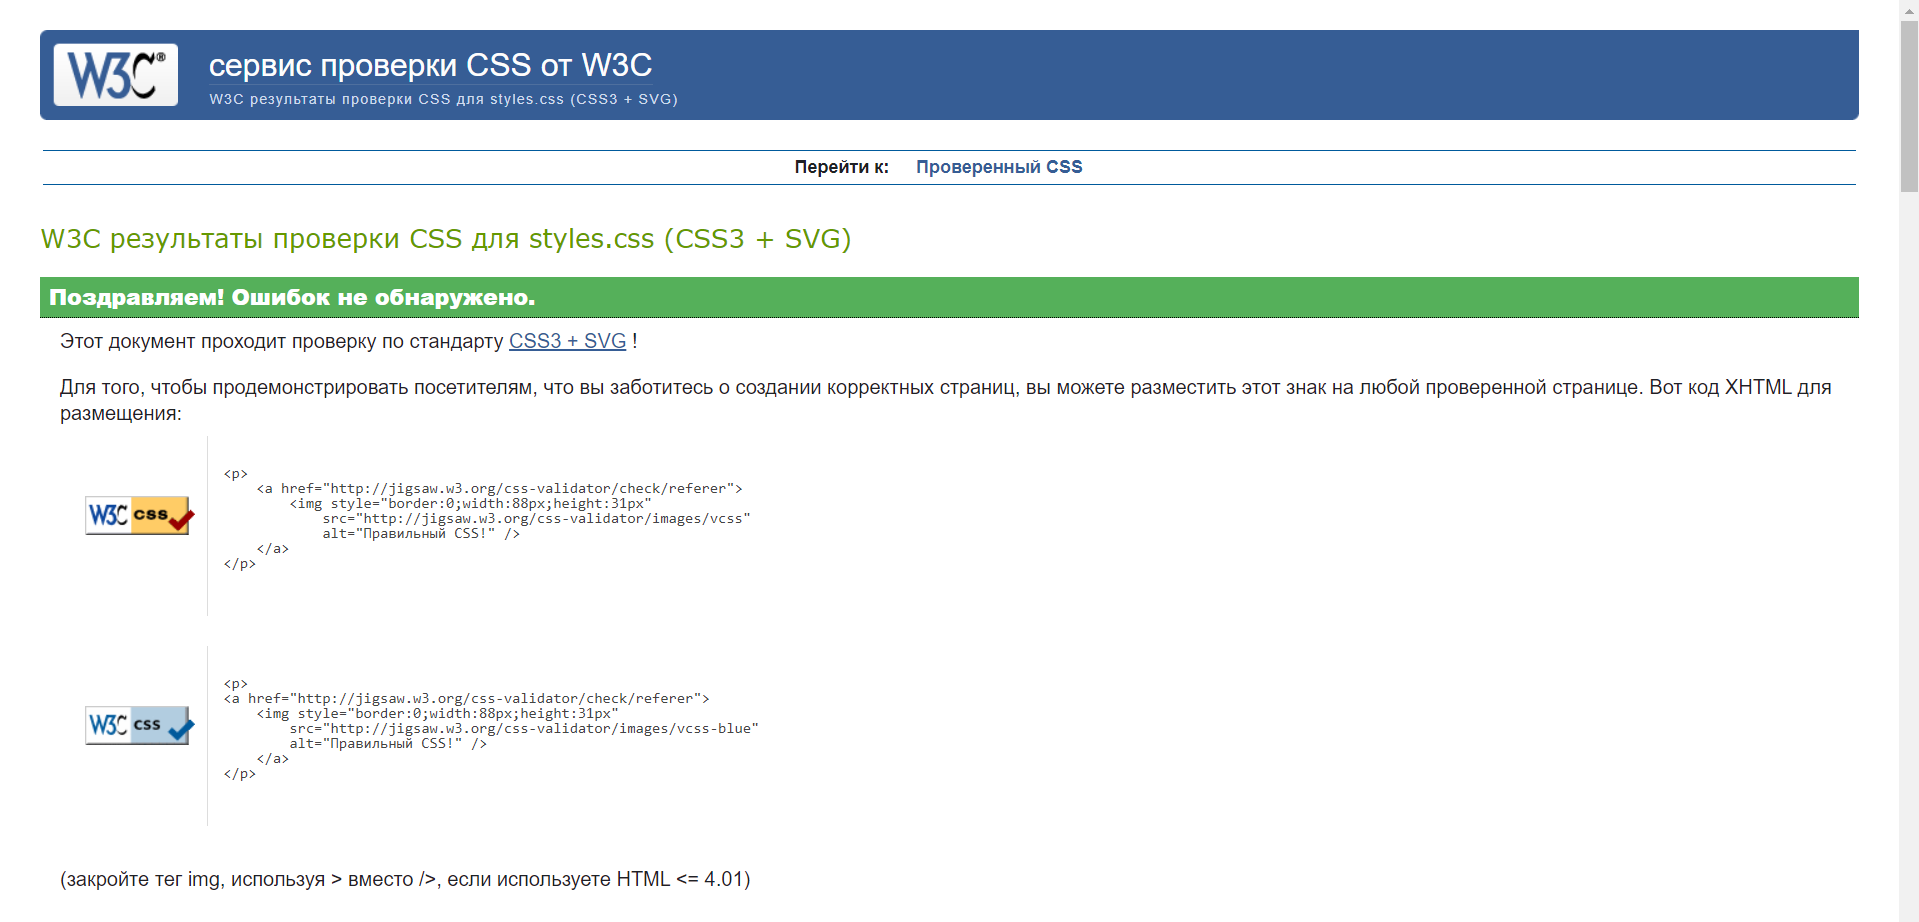 W3C®
сервис проверки CSS от W3C
W3C результаты проверки CSS для styles.css (CSS3 + SVG)
Перейти к: Проверенный CSS
W3C результаты проверки CSS для styles.css (CSS3 + SVG)
Поздравляем! Ошибок не обнаружено.
Этот документ проходит проверку по стандарту CSS3 + SVG !
Для того, чтобы продемонстрировать посетителям, что вы заботитесь о создании корректных страниц, вы можете разместить этот знак на любой проверенной странице. Вот код XHTML для
размещения:
W3C css
<p>
    <a href="http://jigsaw.w3.org/css-validator/check/referer">
        <img style="border:0;width:88px;height:31px"
            src="http://jigsaw.w3.org/css-validator/images/vcss"
            alt="Правильный CSS!" />
    </a>
</p>
W3C css
<p>
<a href="http://jigsaw.w3.org/css-validator/check/referer">
    <img style="border:0;width:88px;height:31px"
        src="http://jigsaw.w3.org/css-validator/images/vcss-blue"
        alt="Правильный CSS!" />
    </a>
</p>
(закройте тег img, используя > вместо />, если используете HTML <= 4.01)